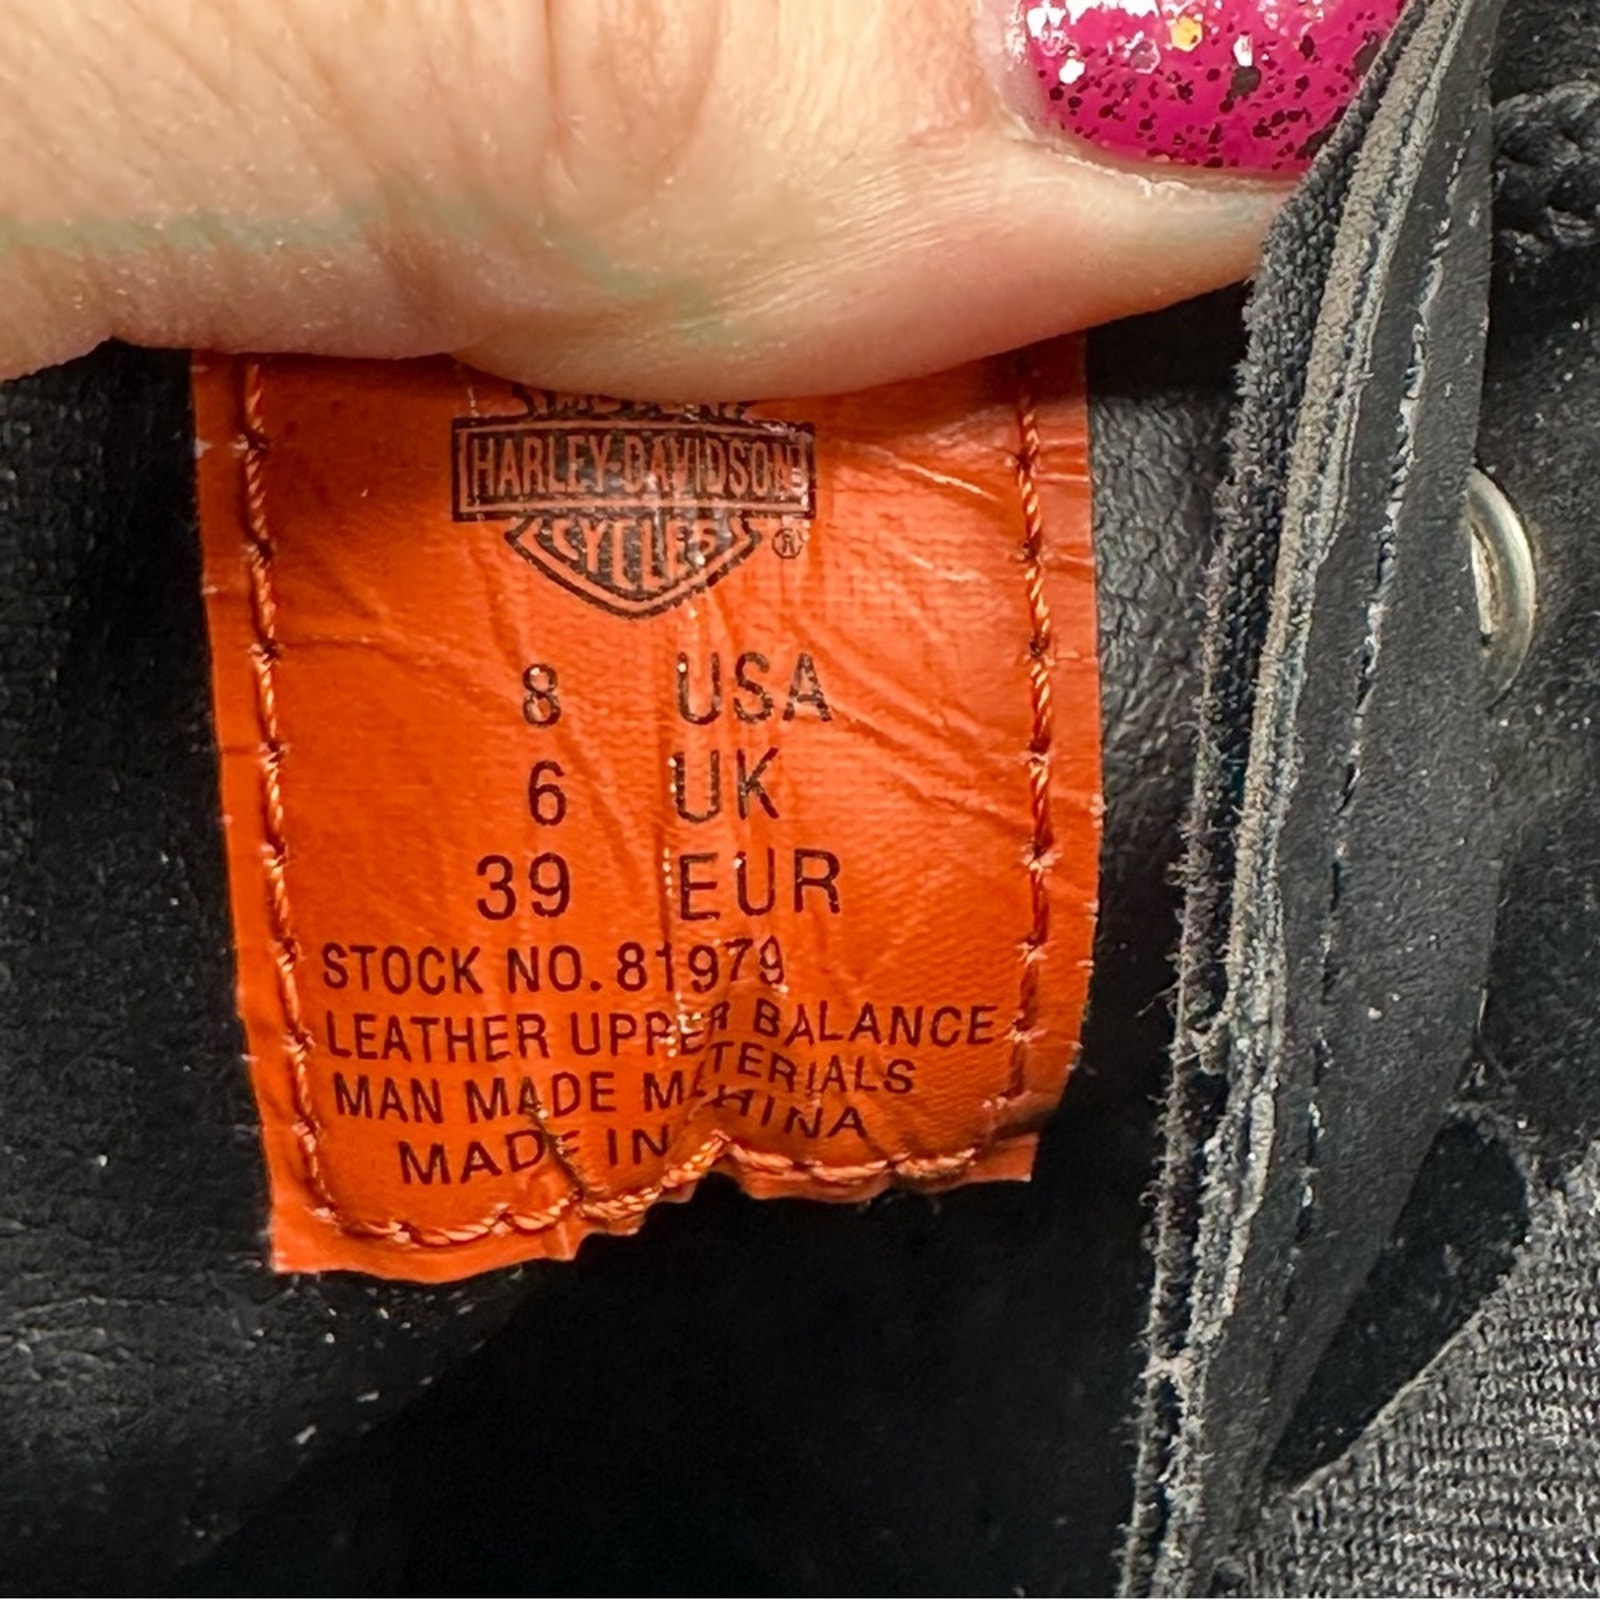 HARLEY-DAVIDSON
CYCLES ®
8 USA
6 UK
39 EUR
STOCK NO. 81979
LEATHER UPPER BALANCE
MAN MADE MATERIALS
MADE IN CHINA